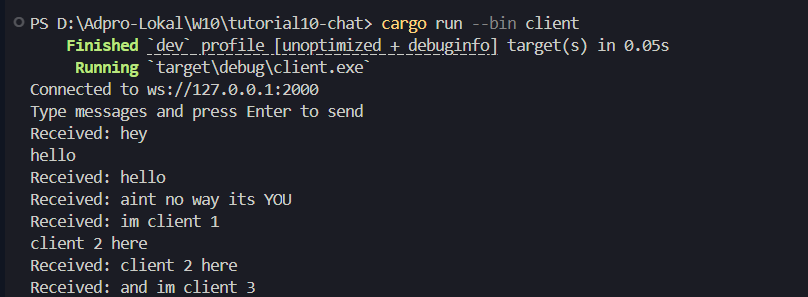 PS D:\Adpro-Lokal\W10\tutorial10-chat> cargo run --bin client
Finished `dev` profile [unoptimized + debuginfo] target(s) in 0.05s
Running `target\debug\client.exe`
Connected to ws://127.0.0.1:2000
Type messages and press Enter to send
Received: hey
hello
Received: hello
Received: aint no way its YOU
Received: im client 1
client 2 here
Received: client 2 here
Received: and im client 3